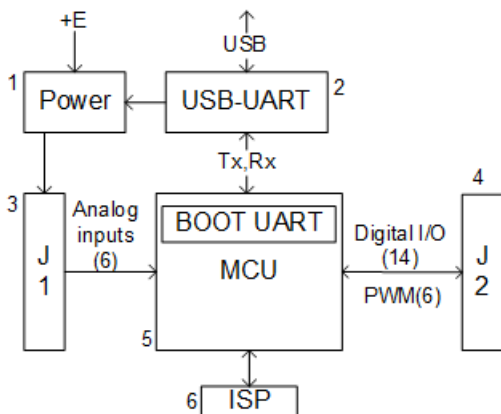 +E
USB
1
Power
USB-UART
2
Tx,Rx
3
4
Analog
inputs
(6)
BOOT UART
MCU
Digital I/O
(14)
PWM(6)
J
1
J
2
5
6
ISP